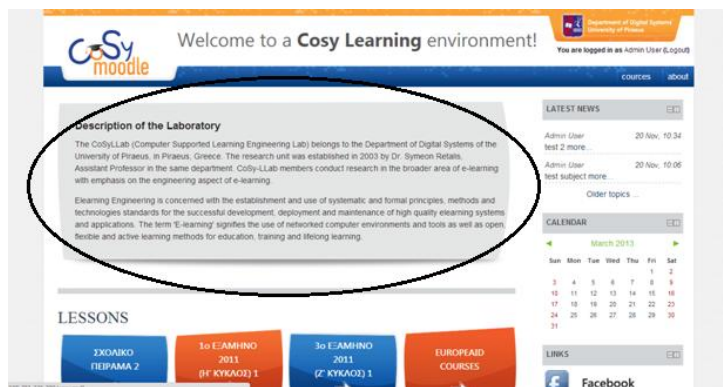 CoSy
moodle
Welcome to a Cosy Learning environment!
Department of Digital Systems
University of Piraeus
You are logged in as Admin User (Logout)
cources about
Description of the Laboratory
The CoSyLLab (Computer Supported Learning Engineering Lab) belongs to the Department of Digital Systems of the
University of Piraeus, in Piraeus, Greece. The research unit was established in 2003 by Dr. Symeon Retalis,
Assistant Professor in the same department. CoSy-LLab members conduct research in the broader area of e-learning
with emphasis on the engineering aspect of e-learning.
Elearning Engineering is concerned with the establishment and use of systematic and formal principles, methods and
technologies standards for the successful development, deployment and maintenance of high quality elearning systems
and applications. The term 'E-learning' signifies the use of networked computer environments and tools as well as open,
flexible and active learning methods for education, training and lifelong learning.
LESSONS
ΣΧΟΛΙΚΟ
ΠΕΙΡΑΜΑ 2
1ο ΕΞΑΜΗΝΟ
2011
(Η' ΚΥΚΛΟΣ) 1
3ο ΕΞΑΜΗΝΟ
2011
(Ζ' ΚΥΚΛΟΣ) 1
EUROPEAID
COURSES
LATEST NEWS
Admin User 20 Nov, 10:34
test 2 more...
Admin User 20 Nov, 10:06
test subject more...
Older topics ...
CALENDAR
March 2013
Sun Mon Tue Wed Thu Fri Sat
1 2
3 4 5 6 7 8 9
10 11 12 13 14 15 16
17 18 19 20 21 22 23
24 25 26 27 28 29 30
31
LINKS
Facebook